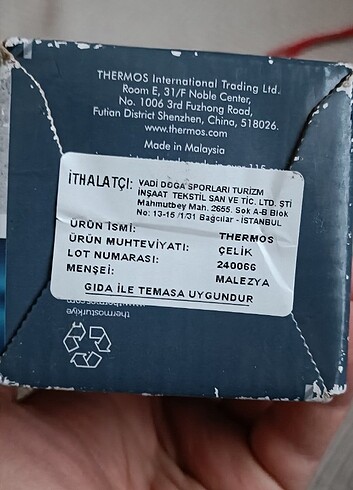 THERMOS International Trading Ltd.
Room E, 31/F Noble Center,
No. 1006 3rd Fuzhong Road,
Futian District Shenzhen, China, 518026.
www.thermos.com
Made in Malaysia
İTHALATÇI: VADİ DOGA SPORLARI TURİZM
İNŞAAT TEKSTİL SAN VE TİC. LTD. ŞTİ
Mahmutbey Mah. 2655. Sok A-B Blok
No: 13-15 /1/31 Bağcılar - İSTANBUL
ÜRÜN İSMİ: THERMOS
ÜRÜN MUHTEVİYATI: ÇELİK
LOT NUMARASI: 240066
MENŞEİ: MALEZYA
GIDA İLE TEMASA UYGUNDUR
thermosturkiye